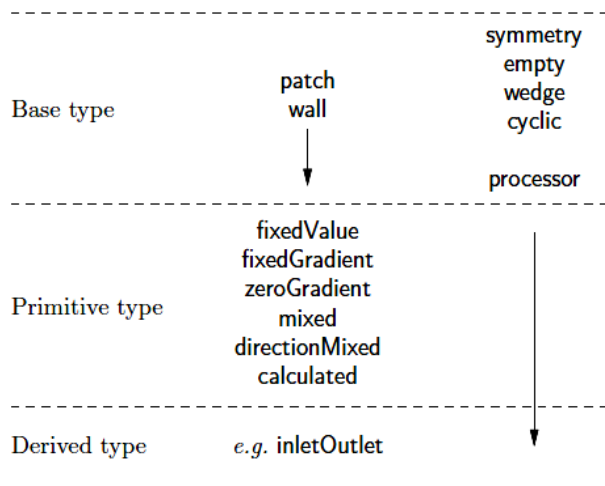 symmetry
empty
patch
wedge
Base type
wall
cyclic
processor
fixedValue
fixedGradient
zeroGradient
Primitive type
mixed
directionMixed
calculated
Derived type
e.g. inletOutlet